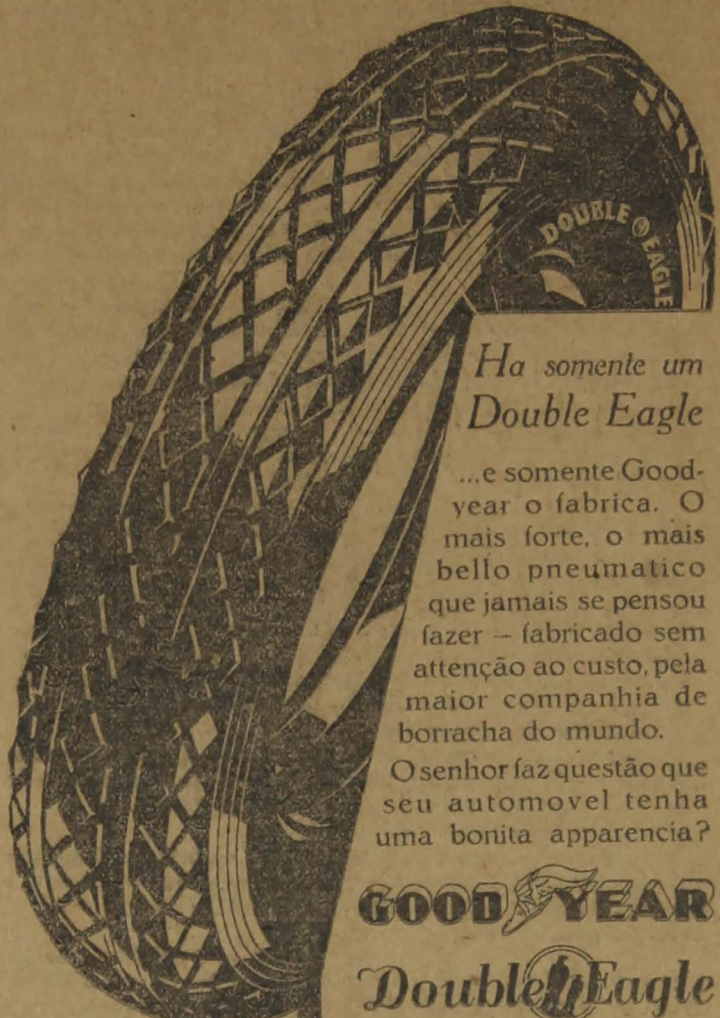 DOUBLE EAGLE
Ha somente um
Double Eagle
...e somente Good-
year o fabrica. O
mais forte, o mais
bello pneumatico
que jamais se pensou
fazer – fabricado sem
attenção ao custo, pela
maior companhia de
borracha do mundo.
O senhor faz questão que
seu automovel tenha
uma bonita apparencia?
GOOD YEAR
Double Eagle